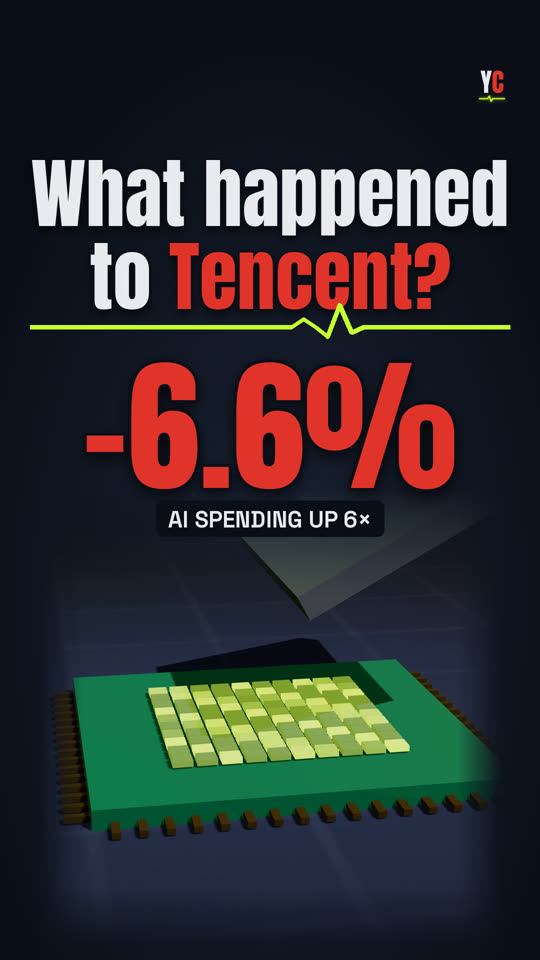 YC
What happened
to Tencent?
-6.6%
AI SPENDING UP 6×